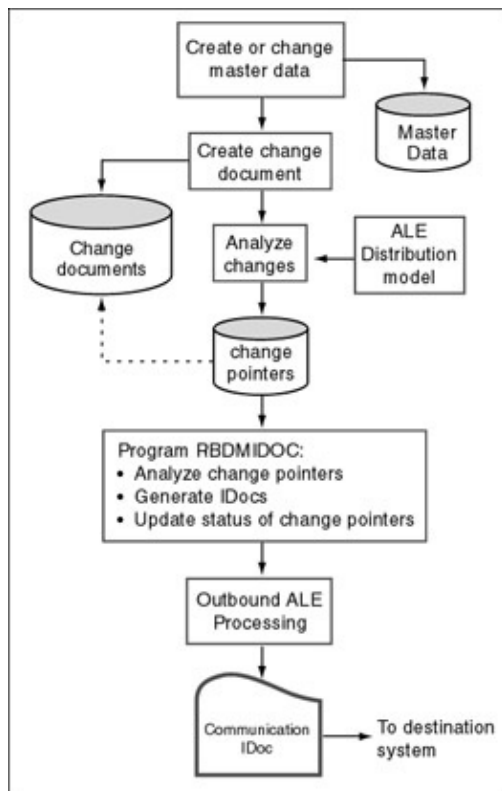 Create or change
master data
Master
Data
Create change
document
Change
documents
Analyze
changes
ALE
Distribution
model
change
pointers
Program RBDMIDOC:
• Analyze change pointers
• Generate IDocs
• Update status of change pointers
Outbound ALE
Processing
Communication
IDoc
To destination
system